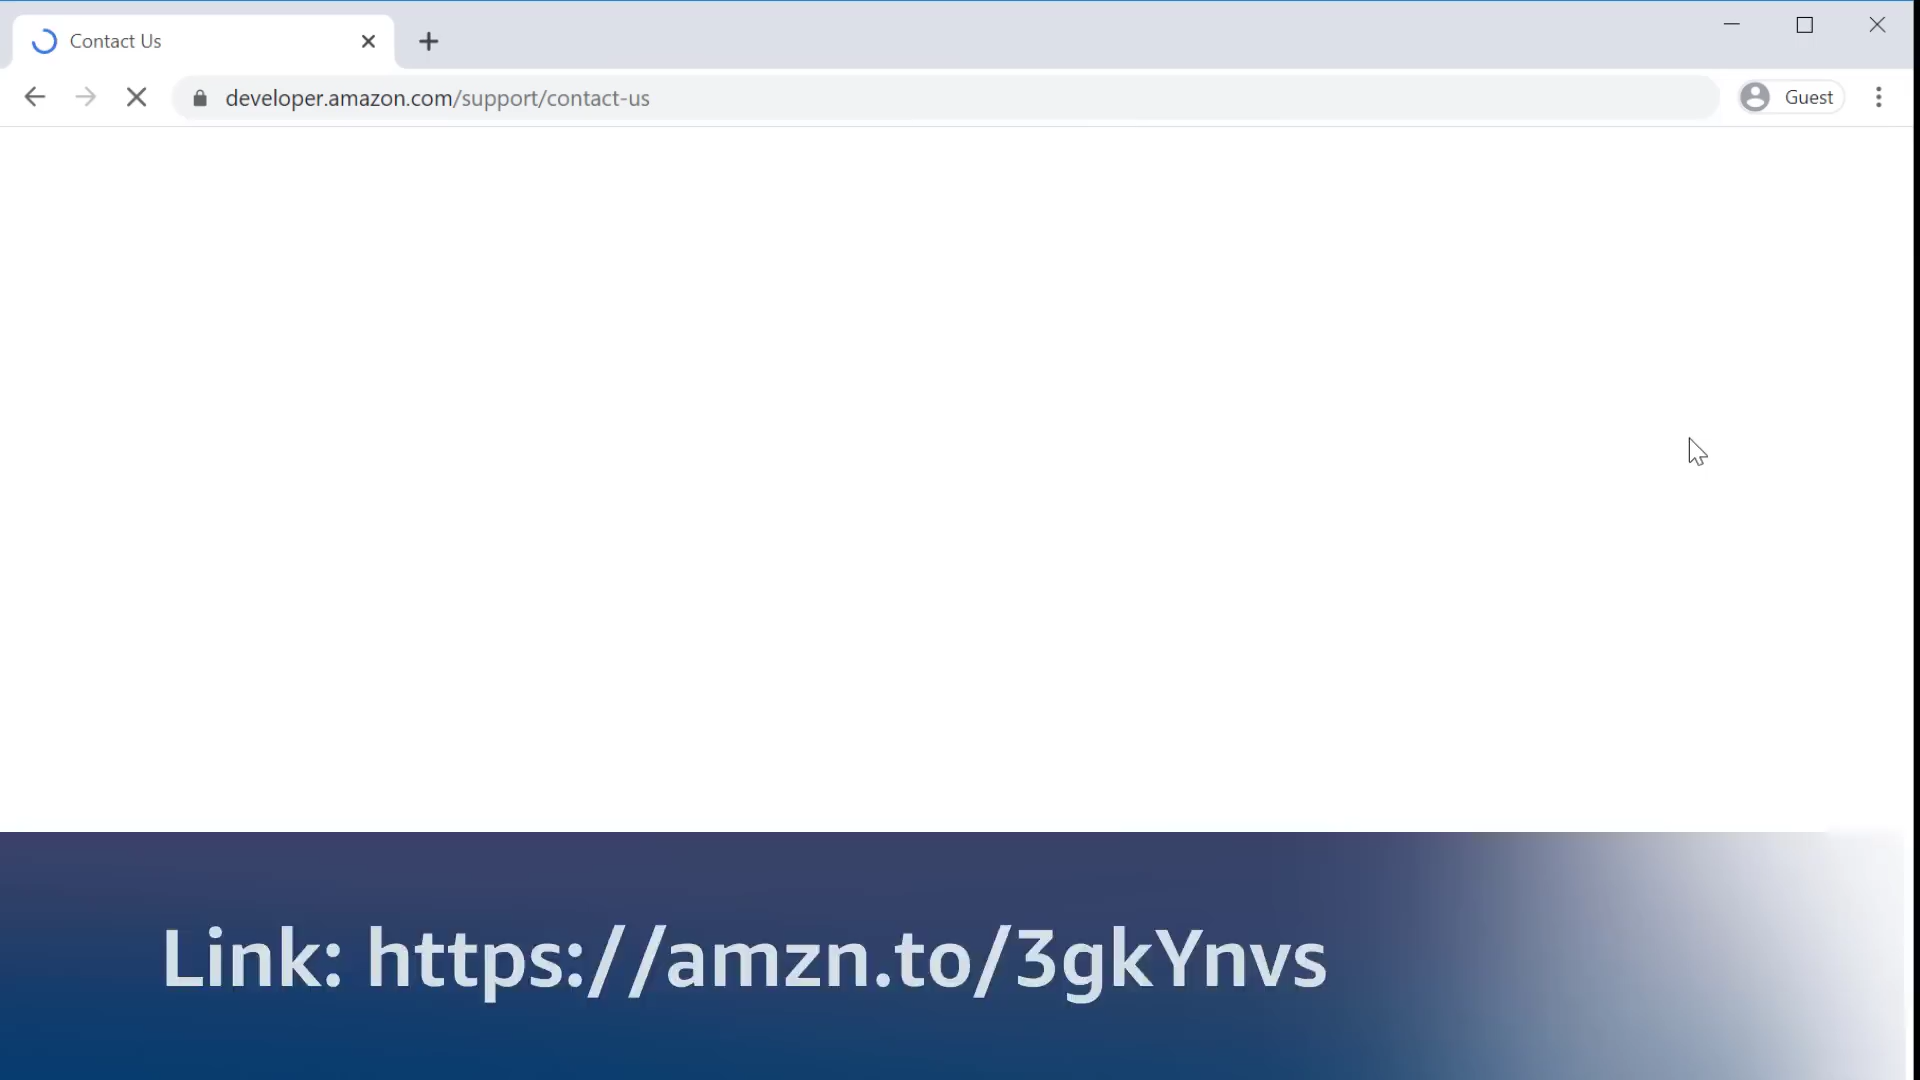 Contact Us
developer.amazon.com/support/contact-us
Guest
Link: https://amzn.to/3gkYnvs